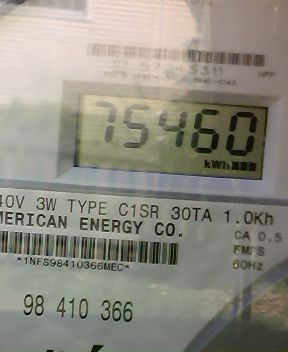 75460
kWh
40V 3W TYPE C1SR 30TA 1.0Kh
MERICAN ENERGY CO.
CA 0.5
*1NFS98410366MEC*
60Hz
98 410 366